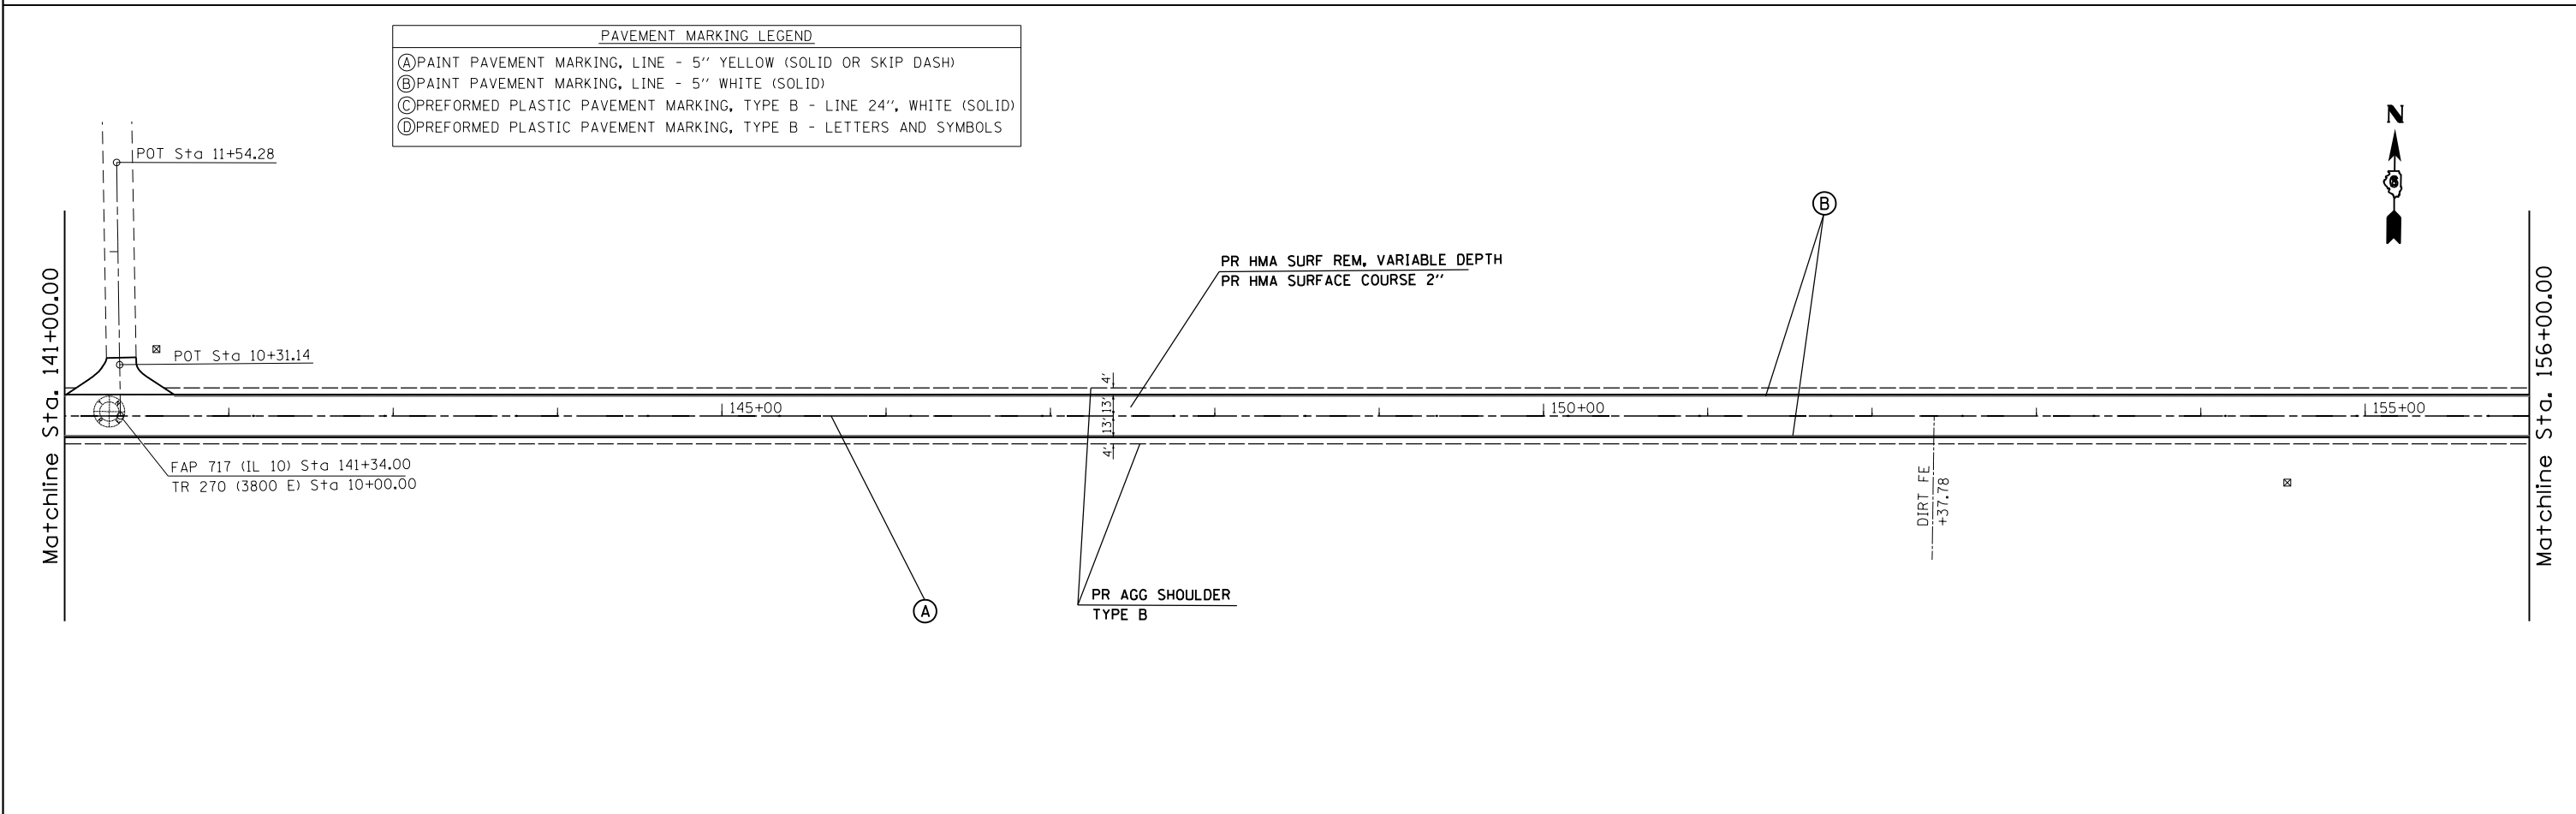 PAVEMENT MARKING LEGEND
Ⓐ PAINT PAVEMENT MARKING, LINE - 5" YELLOW (SOLID OR SKIP DASH)
Ⓑ PAINT PAVEMENT MARKING, LINE - 5" WHITE (SOLID)
Ⓒ PREFORMED PLASTIC PAVEMENT MARKING, TYPE B - LINE 24", WHITE (SOLID)
Ⓓ PREFORMED PLASTIC PAVEMENT MARKING, TYPE B - LETTERS AND SYMBOLS
N
6
POT Sta 11+54.28
B
PR HMA SURF REM, VARIABLE DEPTH
PR HMA SURFACE COURSE 2"
Matchline Sta. 141+00.00
POT Sta 10+31.14
4'
13'
13'
4'
145+00
150+00
155+00
Matchline Sta. 156+00.00
FAP 717 (IL 10) Sta 141+34.00
TR 270 (3800 E) Sta 10+00.00
DIRT FE
+37.78
A
PR AGG SHOULDER
TYPE B